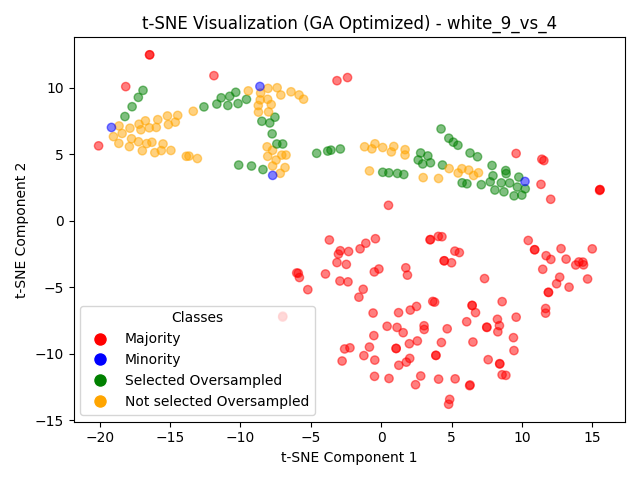 t-SNE Visualization (GA Optimized) - white_9_vs_4
10
5
0
−5
−10
−15
t-SNE Component 2
Classes
Majority
Minority
Selected Oversampled
Not selected Oversampled
−20 −15 −10 −5 0 5 10 15
t-SNE Component 1